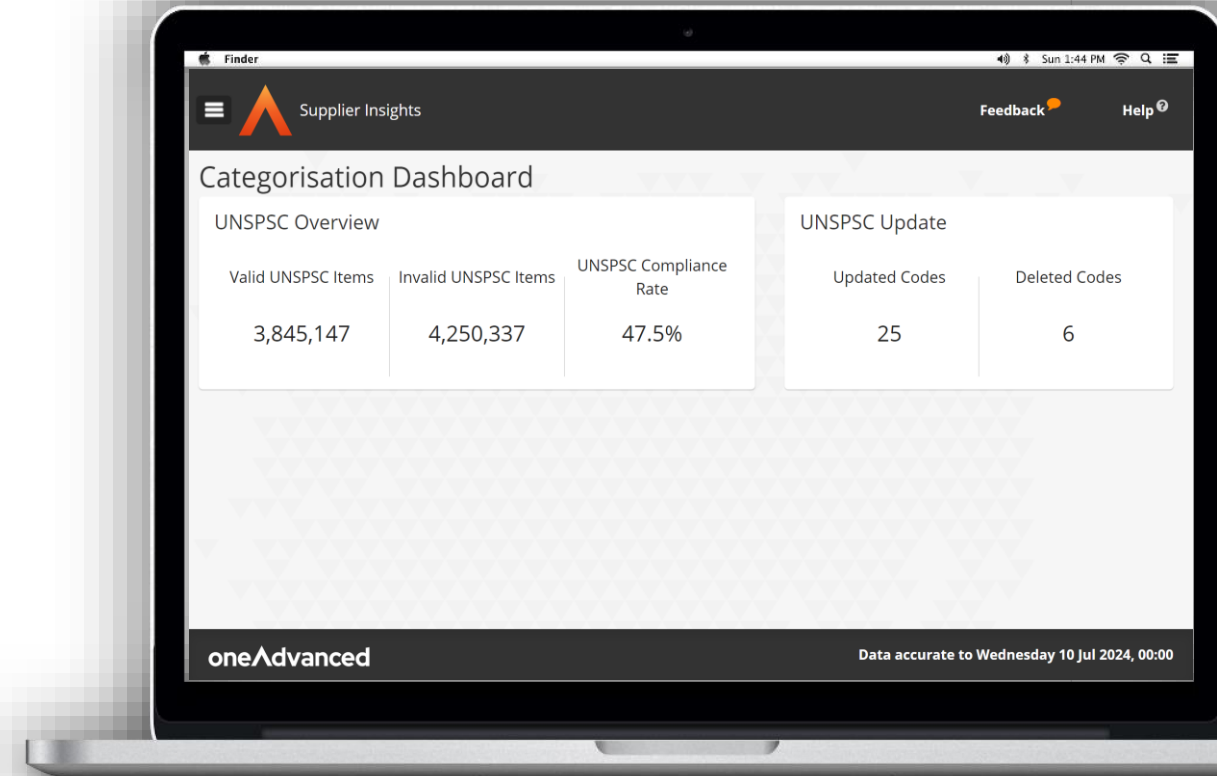 Finder
Sun 1:44 PM
Supplier Insights
Feedback
Help
Categorisation Dashboard
UNSPSC Overview
Valid UNSPSC Items
Invalid UNSPSC Items
UNSPSC Compliance
Rate
3,845,147
4,250,337
47.5%
UNSPSC Update
Updated Codes
Deleted Codes
25
6
oneAdvanced
Data accurate to Wednesday 10 Jul 2024, 00:00